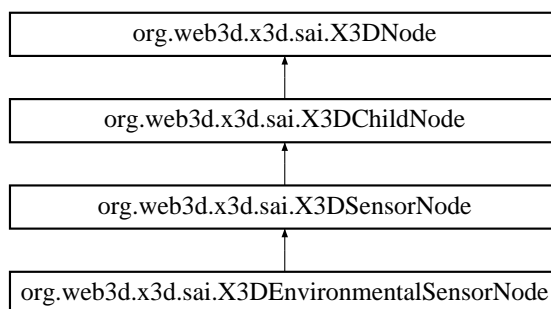 org.web3d.x3d.sai.X3DNode
org.web3d.x3d.sai.X3DChildNode
org.web3d.x3d.sai.X3DSensorNode
org.web3d.x3d.sai.X3DEnvironmentalSensorNode